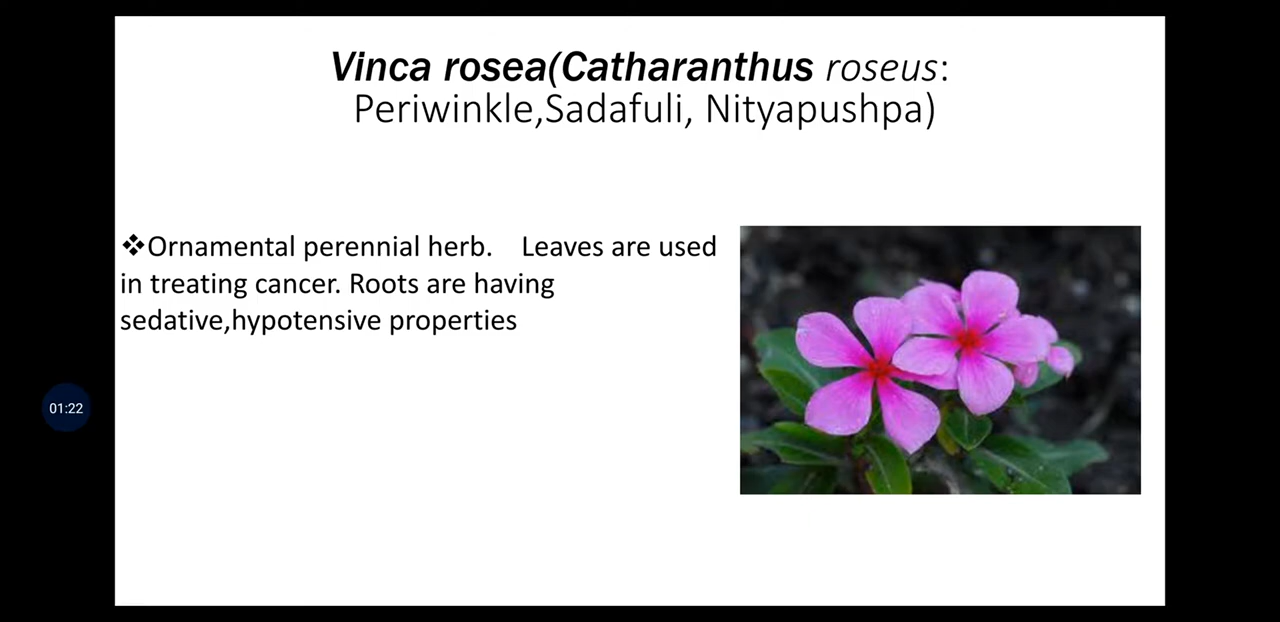 Vinca rosea(Catharanthus roseus:
Periwinkle,Sadafuli, Nityapushpa)
❖Ornamental perennial herb. Leaves are used
in treating cancer. Roots are having
sedative,hypotensive properties
01:22